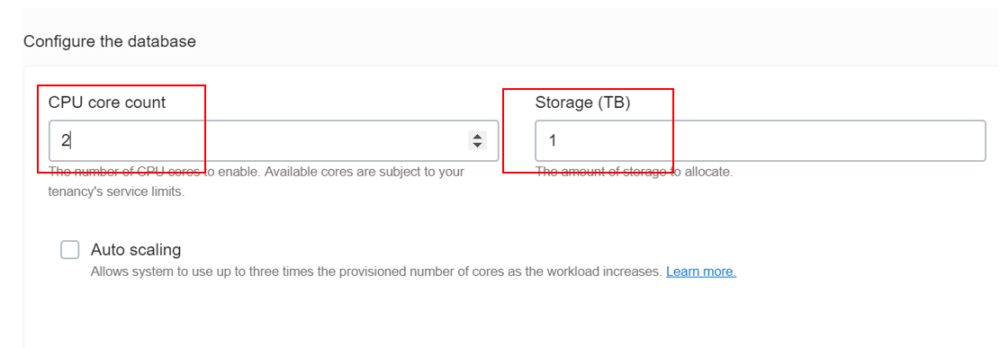 Configure the database
CPU core count
2
The number of CPU cores to enable. Available cores are subject to your
tenancy's service limits.
Storage (TB)
1
The amount of storage to allocate.
Auto scaling
Allows system to use up to three times the provisioned number of cores as the workload increases. Learn more.